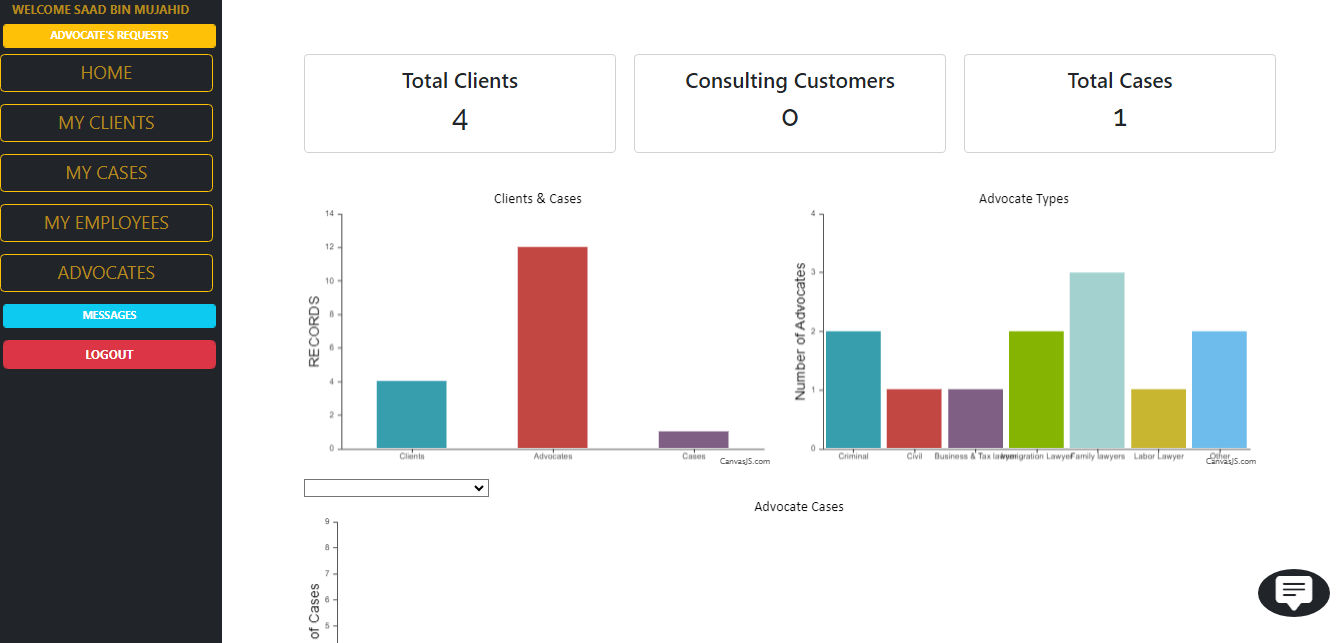 WELCOME SAAD BIN MUJAHID
ADVOCATE'S REQUESTS
HOME
MY CLIENTS
MY CASES
MY EMPLOYEES
ADVOCATES
MESSAGES
LOGOUT
Total Clients
4
Consulting Customers
0
Total Cases
1
Clients & Cases
RECORDS
14
12
10
8
6
4
2
0
Clients
Advocates
Cases
CanvasJS.com
Advocate Types
Number of Advocates
4
3
2
1
0
Criminal
Civil
Business & Tax lawyer
Immigration Lawyer
Family lawyers
Labor Lawyer
Other
CanvasJS.com
Advocate Cases
of Cases
9
8
7
6
5